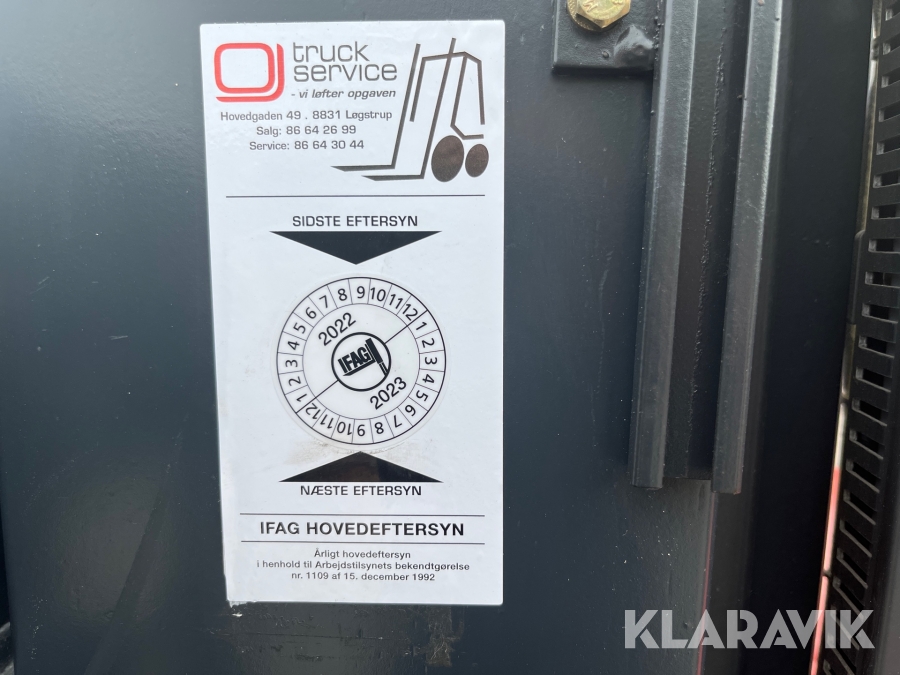 OJ truck
service
- vi løfter opgaven
Hovedgaden 49 . 8831 Løgstrup
Salg: 86 64 26 99
Service: 86 64 30 44
SIDSTE EFTERSYN
1 2 3 4 5 6 7 8 9 10 11 12
2022
IFAG
2023
1 2 3 4 5 6 7 8 9 10 11 12
NÆSTE EFTERSYN
IFAG HOVEDEFTERSYN
Årligt hovedeftersyn
i henhold til Arbejdstilsynets bekendtgørelse
nr. 1109 af 15. december 1992
KLARAVIK